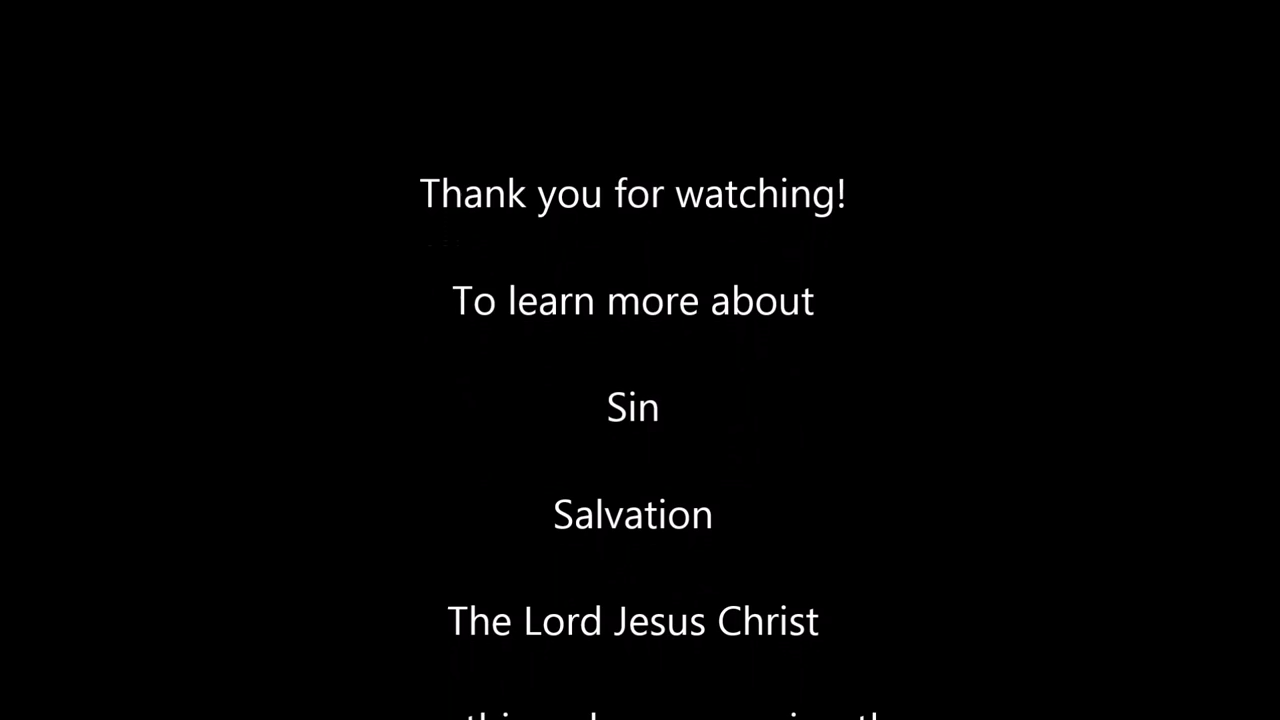 Thank you for watching!
To learn more about
Sin
Salvation
The Lord Jesus Christ